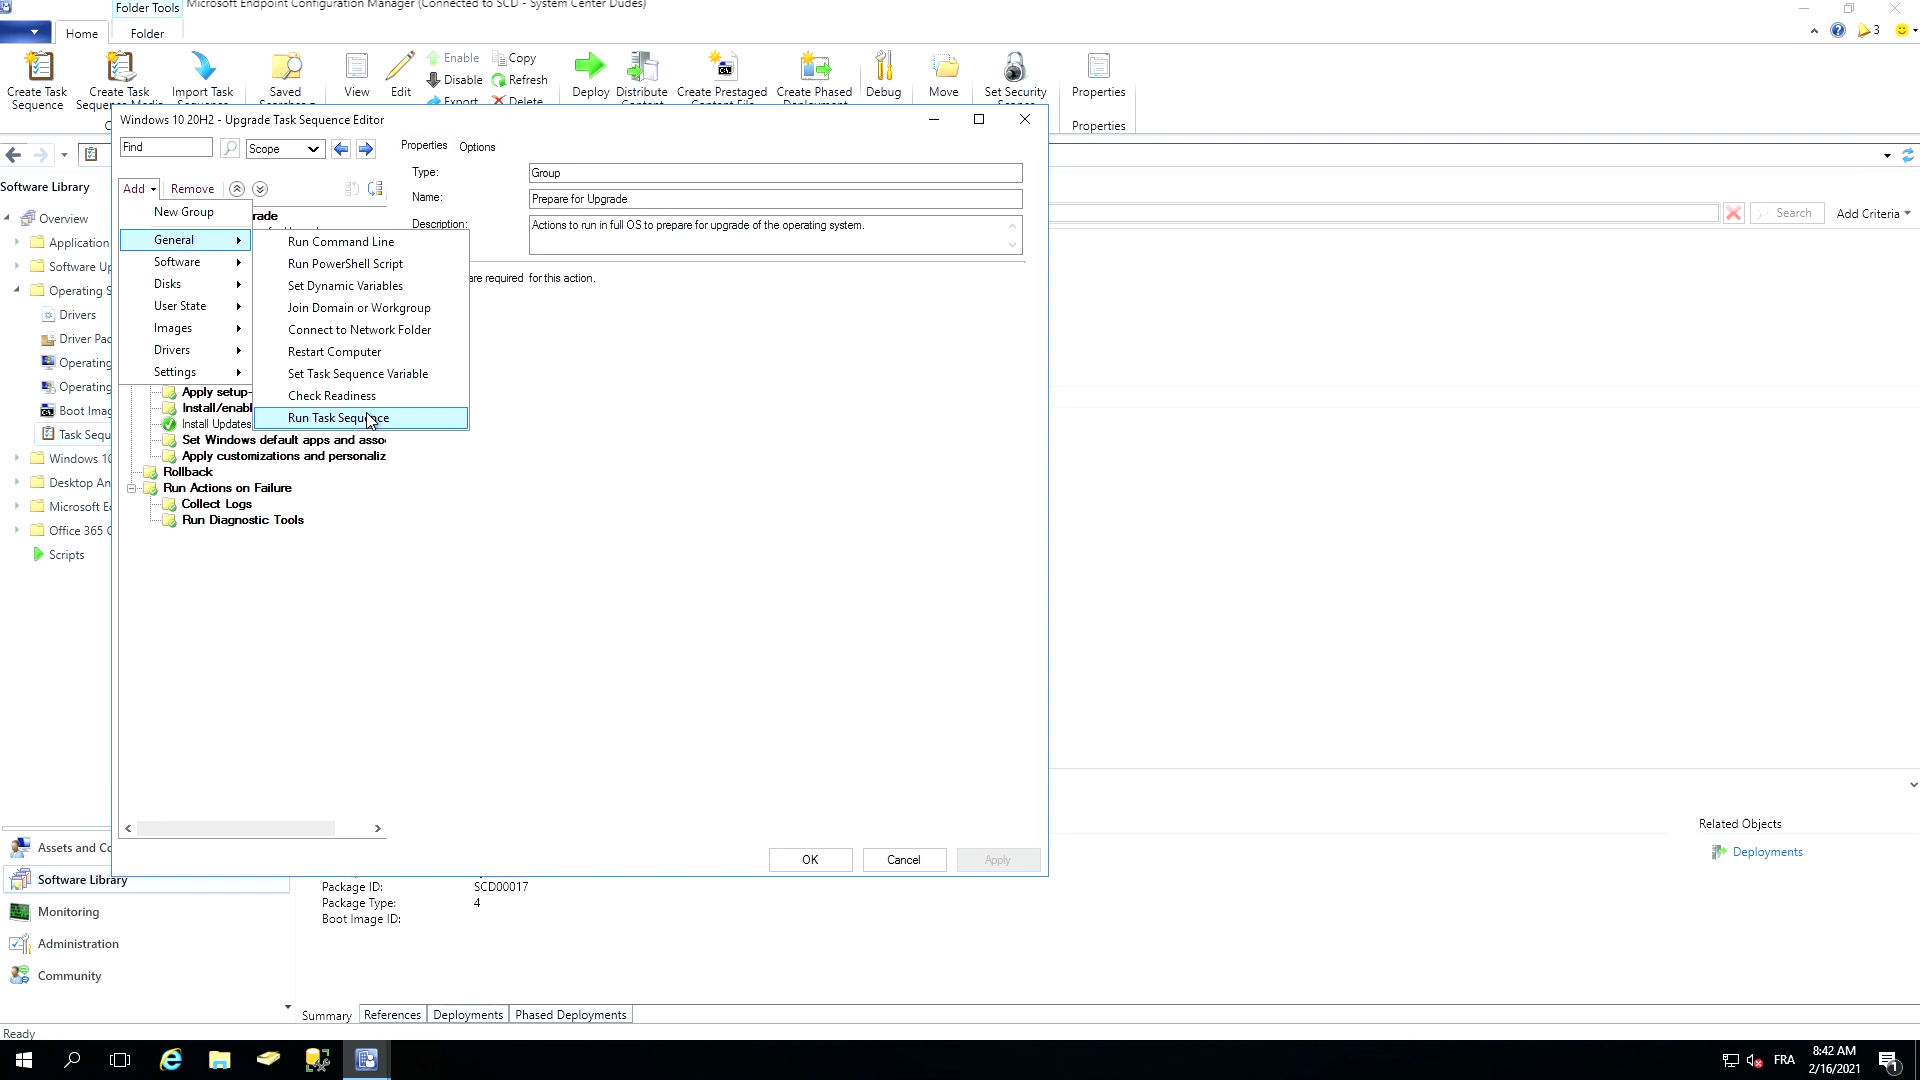 Folder Tools
Microsoft Endpoint Configuration Manager (Connected to SCD - System Center Dudes)
Home
Folder
3
Create Task
Sequence
Create Task
Import Task
Saved
View
Edit
Enable
Disable
Export
Copy
Refresh
Delete
Deploy
Distribute
Create Prestaged
Create Phased
Debug
Move
Set Security
Properties
Properties
Windows 10 20H2 - Upgrade Task Sequence Editor
Find
Scope
Properties
Options
Type:
Group
Name:
Prepare for Upgrade
Description:
Actions to run in full OS to prepare for upgrade of the operating system.
are required for this action.
Add
Remove
New Group
General
Software
Disks
User State
Images
Drivers
Settings
rade
Run Command Line
Run PowerShell Script
Set Dynamic Variables
Join Domain or Workgroup
Connect to Network Folder
Restart Computer
Set Task Sequence Variable
Check Readiness
Run Task Sequence
Apply setup-
Install/enabl
Install Updates
Set Windows default apps and asso
Apply customizations and personaliz
Rollback
Run Actions on Failure
Collect Logs
Run Diagnostic Tools
OK
Cancel
Apply
Search
Add Criteria
Software Library
Overview
Application
Software Up
Operating S
Drivers
Driver Pac
Operating
Operating
Boot Imag
Task Sequ
Windows 10
Desktop An
Microsoft E
Office 365 C
Scripts
Assets and Co
Software Library
Monitoring
Administration
Community
Package ID:
SCD00017
Package Type:
4
Boot Image ID:
Related Objects
Deployments
Summary
References
Deployments
Phased Deployments
Ready
FRA
8:42 AM
2/16/2021
1